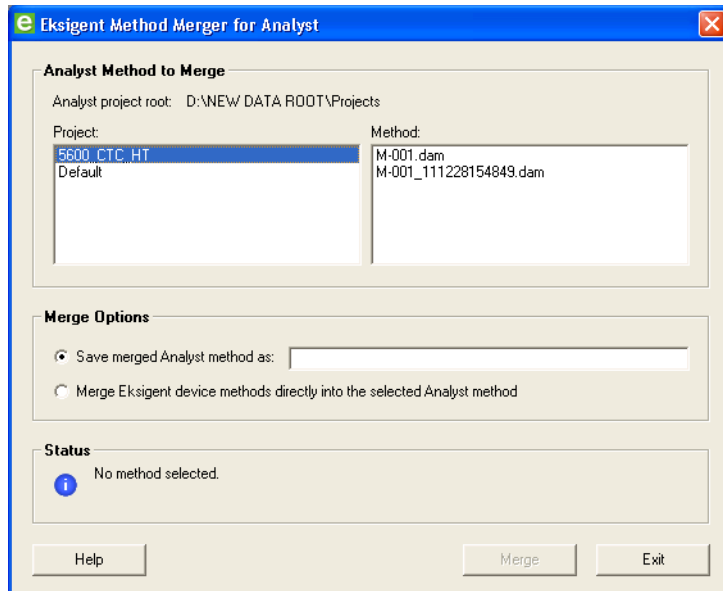 e Eksigent Method Merger for Analyst
Analyst Method to Merge
Analyst project root: D:\NEW DATA ROOT\Projects
Project:
5600_CTC_HT
Default
Method:
M-001.dam
M-001_111228154849.dam
Merge Options
Save merged Analyst method as:
Merge Eksigent device methods directly into the selected Analyst method
Status
i No method selected.
Help
Merge
Exit